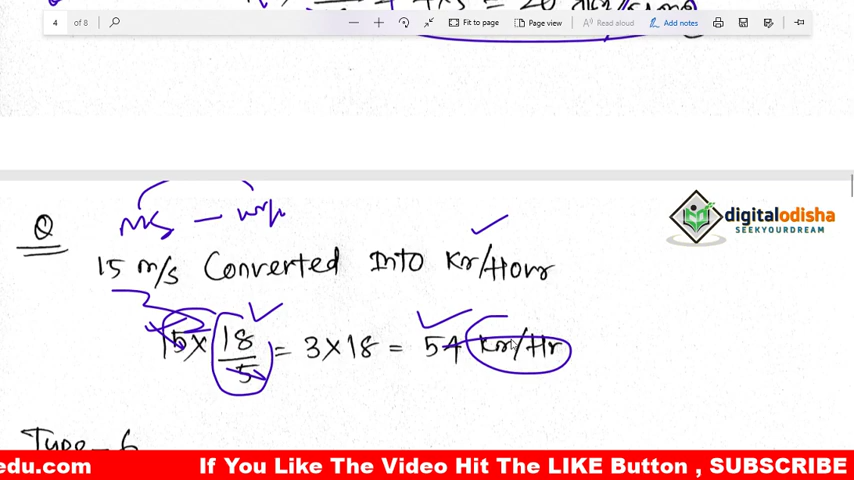 = 20
4 of 8 Fit to page Page view Read aloud Add notes
digitalodisha
SEEKYOURDREAM
Q
M/S
15 m/s Converted Into Km/Hour
15 × 18/5 = 3 × 18 = 54 Km/Hr
Type - 6
edu.com If You Like The Video Hit The LIKE Button , SUBSCRIBE